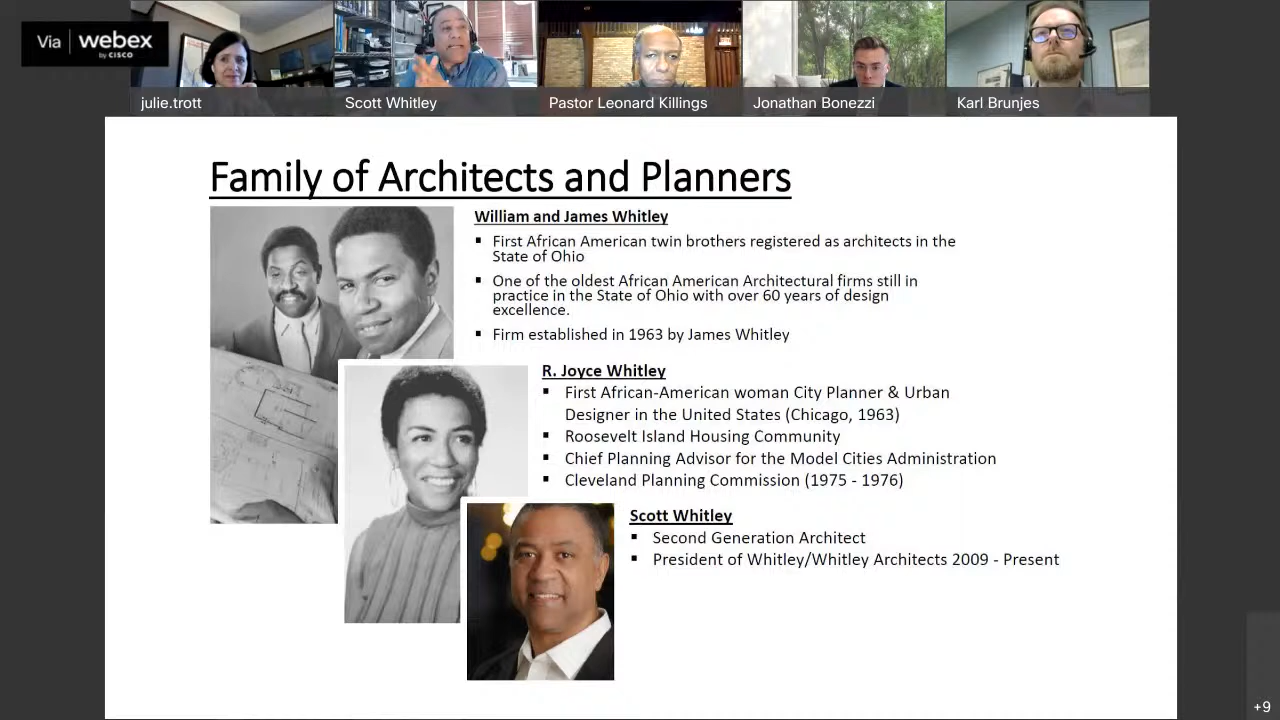 Via webex
by CISCO
julie.trott
Scott Whitley
Pastor Leonard Killings
Jonathan Bonezzi
Karl Brunjes
Family of Architects and Planners
William and James Whitley
▪ First African American twin brothers registered as architects in the
State of Ohio
▪ One of the oldest African American Architectural firms still in
practice in the State of Ohio with over 60 years of design
excellence.
▪ Firm established in 1963 by James Whitley
R. Joyce Whitley
▪ First African-American woman City Planner & Urban
Designer in the United States (Chicago, 1963)
▪ Roosevelt Island Housing Community
▪ Chief Planning Advisor for the Model Cities Administration
▪ Cleveland Planning Commission (1975 - 1976)
Scott Whitley
▪ Second Generation Architect
▪ President of Whitley/Whitley Architects 2009 - Present
+9